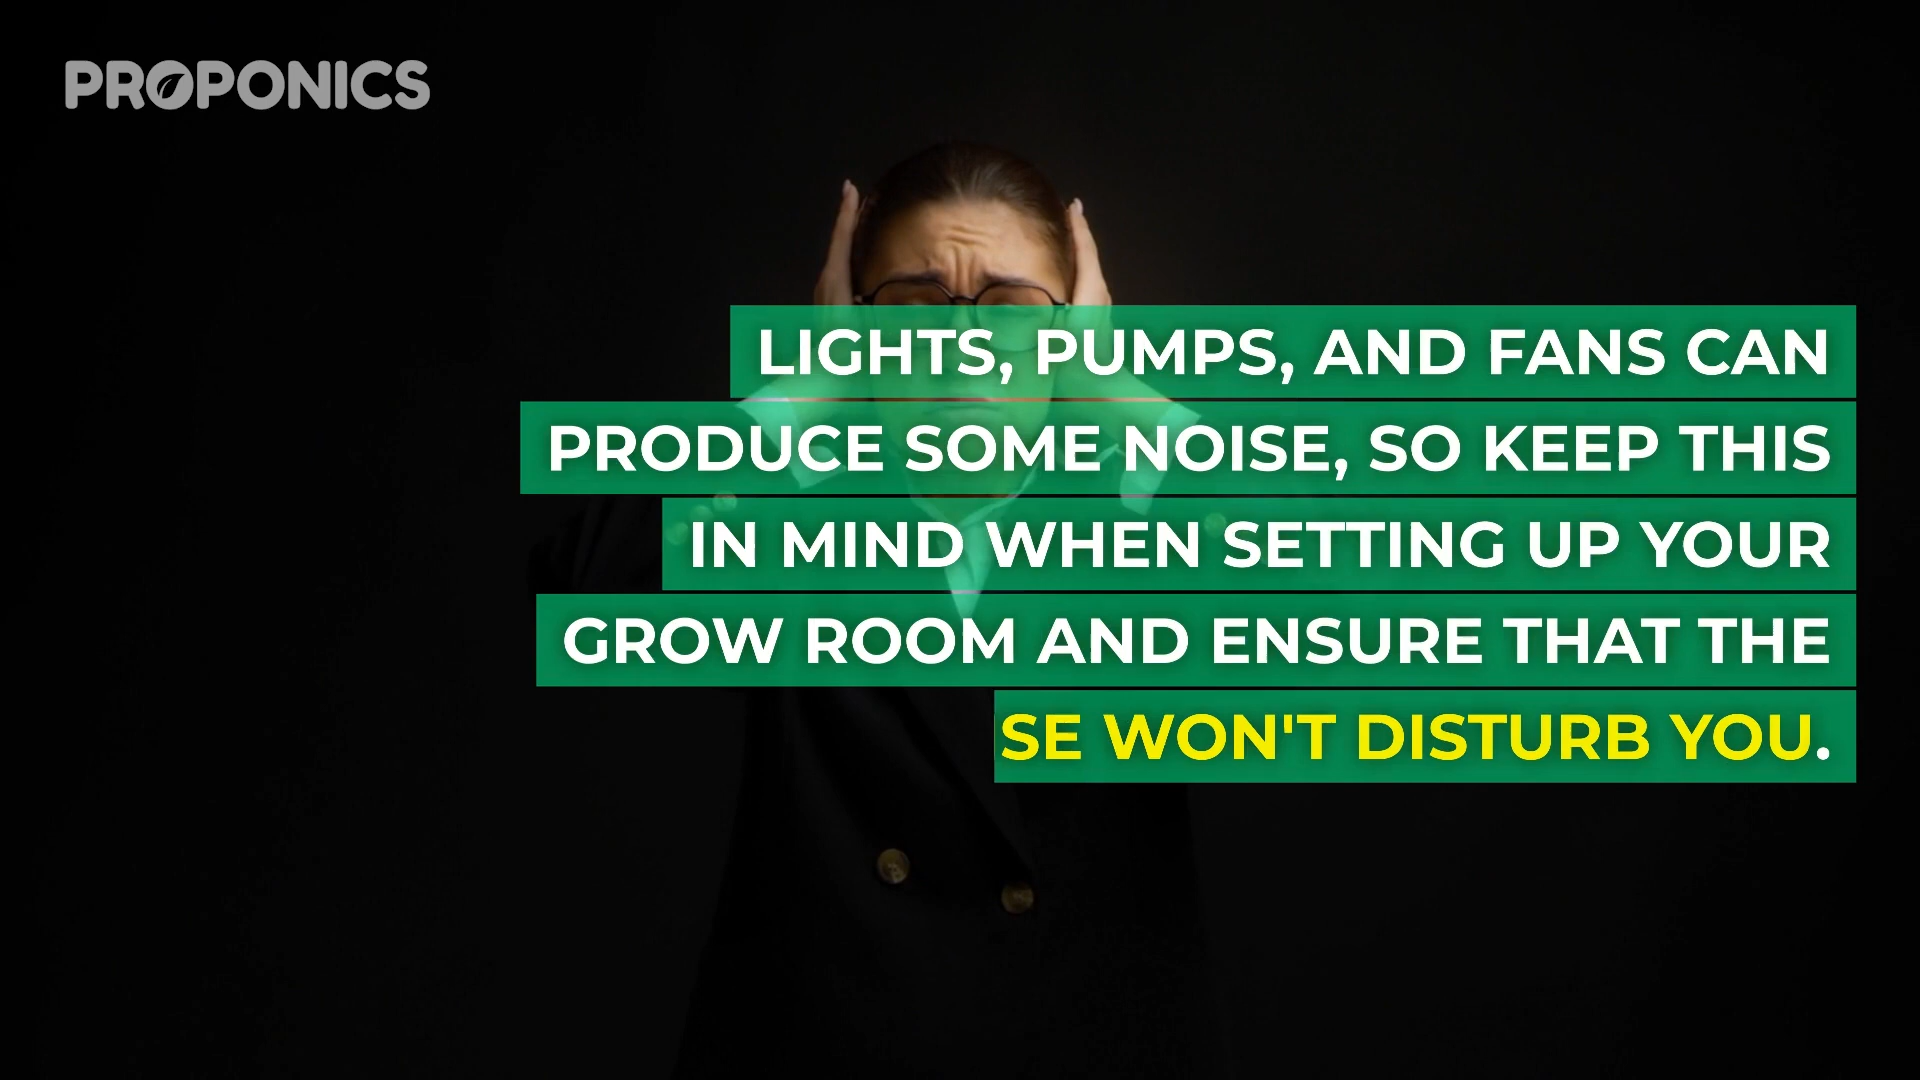 PROPONICS
LIGHTS, PUMPS, AND FANS CAN
PRODUCE SOME NOISE, SO KEEP THIS
IN MIND WHEN SETTING UP YOUR
GROW ROOM AND ENSURE THAT THE
SE WON'T DISTURB YOU.